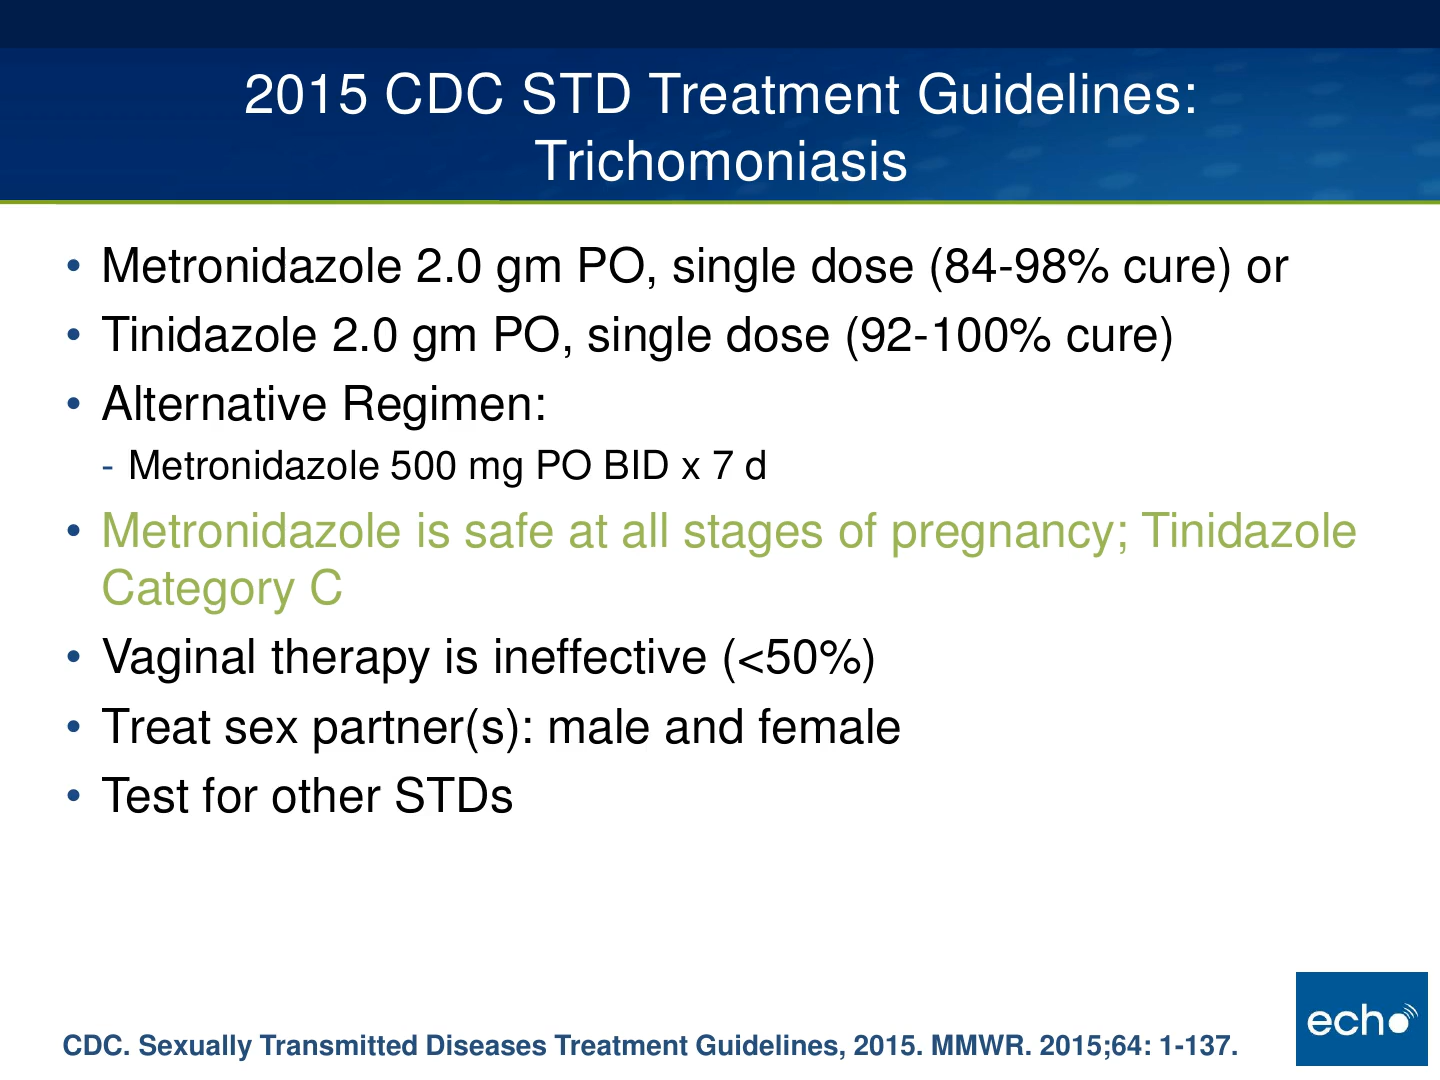 2015 CDC STD Treatment Guidelines:
Trichomoniasis
• Metronidazole 2.0 gm PO, single dose (84-98% cure) or
• Tinidazole 2.0 gm PO, single dose (92-100% cure)
• Alternative Regimen:
- Metronidazole 500 mg PO BID x 7 d
• Metronidazole is safe at all stages of pregnancy; Tinidazole
Category C
• Vaginal therapy is ineffective (<50%)
• Treat sex partner(s): male and female
• Test for other STDs
echo
CDC. Sexually Transmitted Diseases Treatment Guidelines, 2015. MMWR. 2015;64: 1-137.